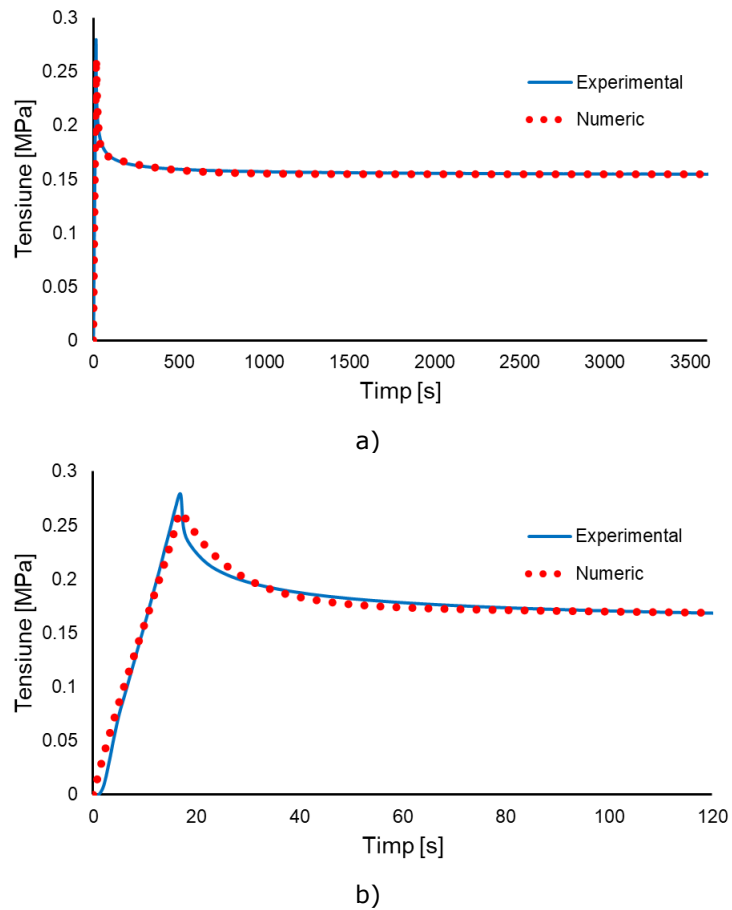 0.3
0.25
0.2
0.15
0.1
0.05
0
Tensiune [MPa]
Experimental
Numeric
0 500 1000 1500 2000 2500 3000 3500
Timp [s]
a)
0.3
0.25
0.2
0.15
0.1
0.05
0
Tensiune [MPa]
Experimental
Numeric
0 20 40 60 80 100 120
Timp [s]
b)